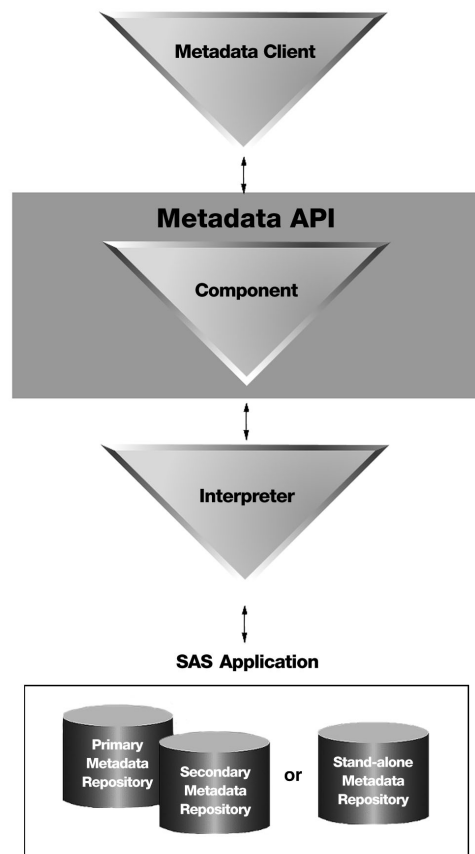 Metadata Client
Metadata API
Component
Interpreter
SAS Application
Primary
Metadata
Repository
Secondary
Metadata
Repository
or
Stand-alone
Metadata
Repository